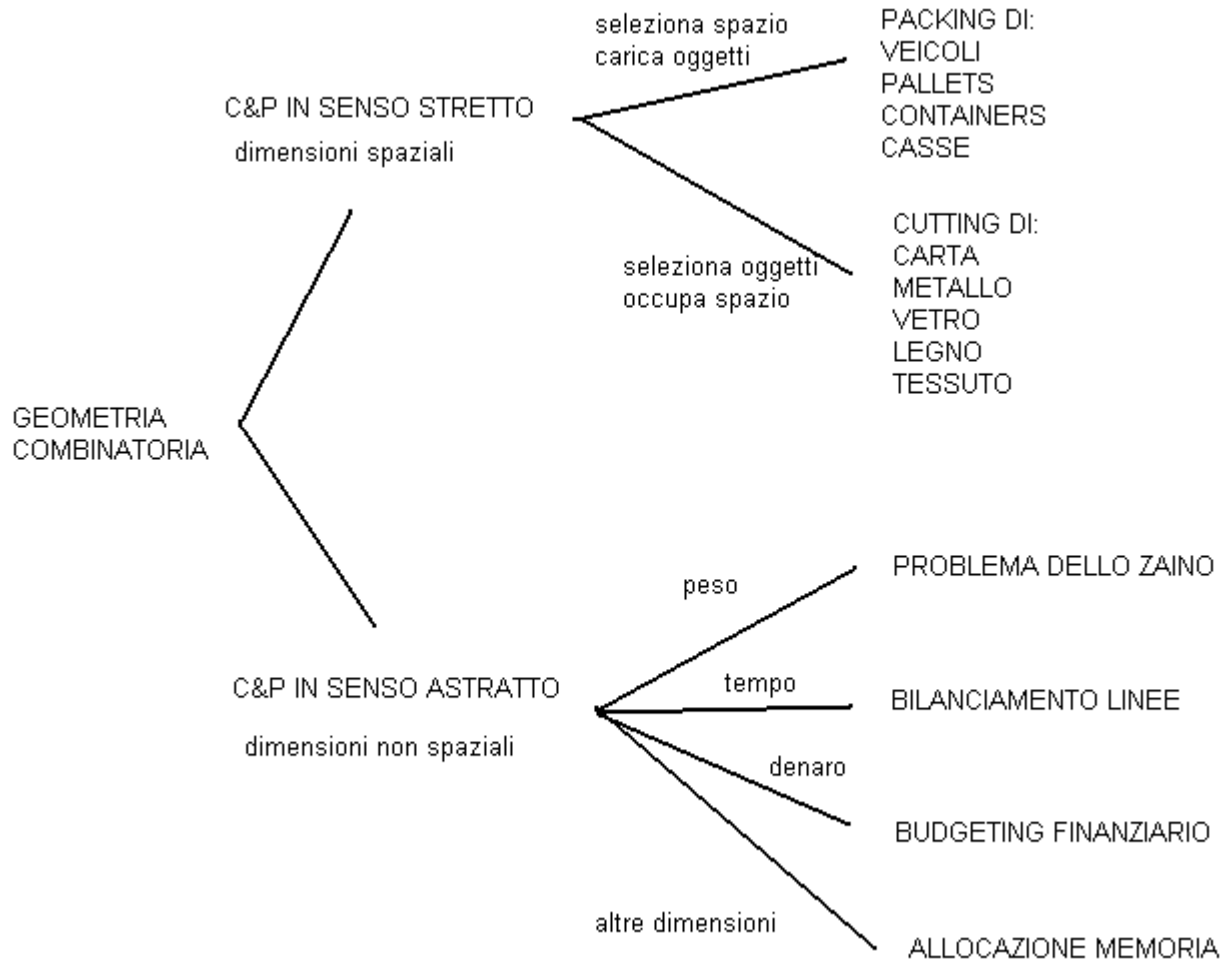 seleziona spazio
carica oggetti
PACKING DI:
VEICOLI
PALLETS
CONTAINERS
CASSE
C&P IN SENSO STRETTO
dimensioni spaziali
seleziona oggetti
occupa spazio
CUTTING DI:
CARTA
METALLO
VETRO
LEGNO
TESSUTO
GEOMETRIA
COMBINATORIA
C&P IN SENSO ASTRATTO
dimensioni non spaziali
peso
PROBLEMA DELLO ZAINO
tempo
BILANCIAMENTO LINEE
denaro
BUDGETING FINANZIARIO
altre dimensioni
ALLOCAZIONE MEMORIA